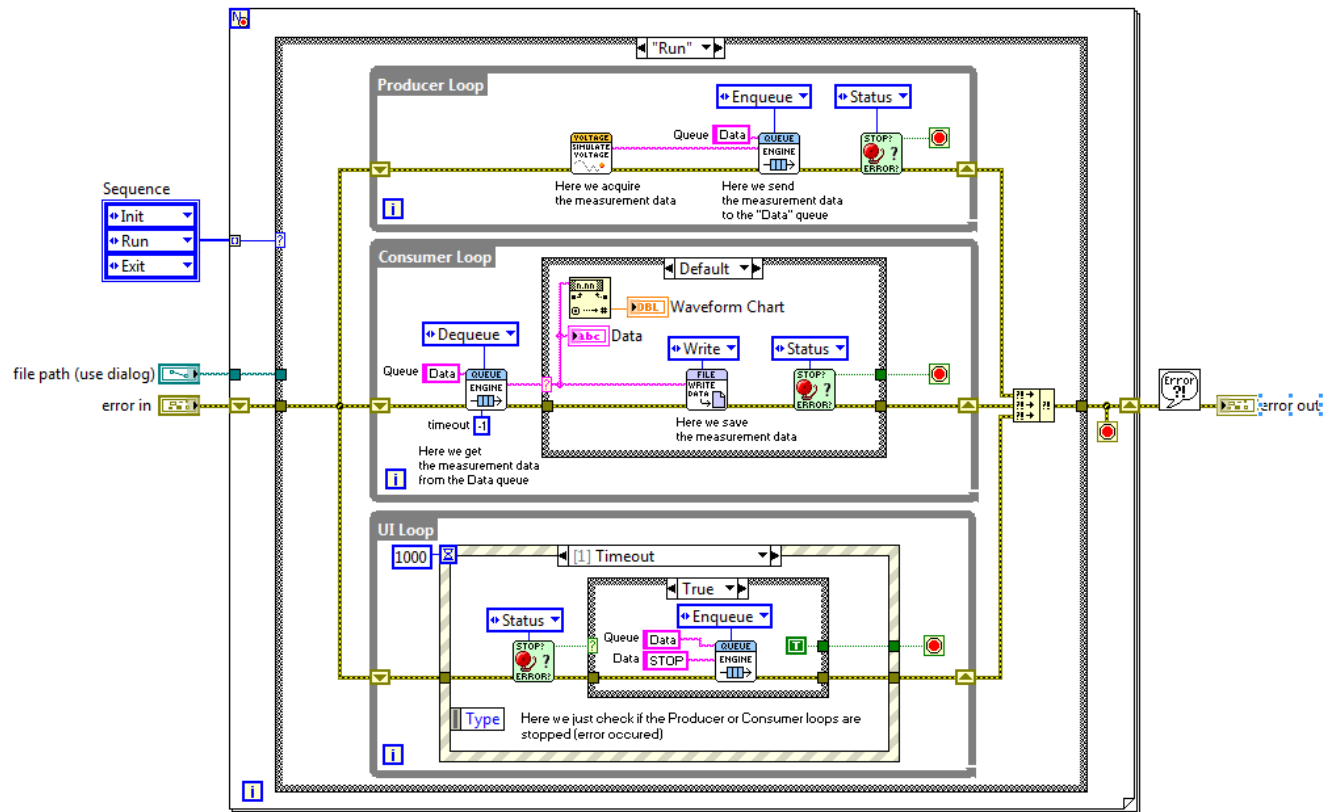 N
"Run"
Producer Loop
Enqueue
Status
Queue
Data
VOLTAGE
SIMULATE
VOLTAGE
QUEUE
ENGINE
STOP?
?
ERROR?
Here we acquire
the measurement data
Here we send
the measurement data
to the "Data" queue
i
Sequence
Init
Run
Exit
?
Consumer Loop
Default
n.nn
#
DBL
Waveform Chart
abc
Data
Dequeue
Write
Status
Queue
Data
QUEUE
ENGINE
?
FILE
WRITE
DATA
STOP?
?
ERROR?
timeout
-1
Here we save
the measurement data
Here we get
the measurement data
from the Data queue
i
file path (use dialog)
error in
?!
?!
?!
?!
Error
?!
error out
UI Loop
1000
[1] Timeout
True
Status
Enqueue
STOP?
?
ERROR?
?
Queue
Data
Data
STOP
QUEUE
ENGINE
T
Type
Here we just check if the Producer or Consumer loops are
stopped (error occured)
i
i